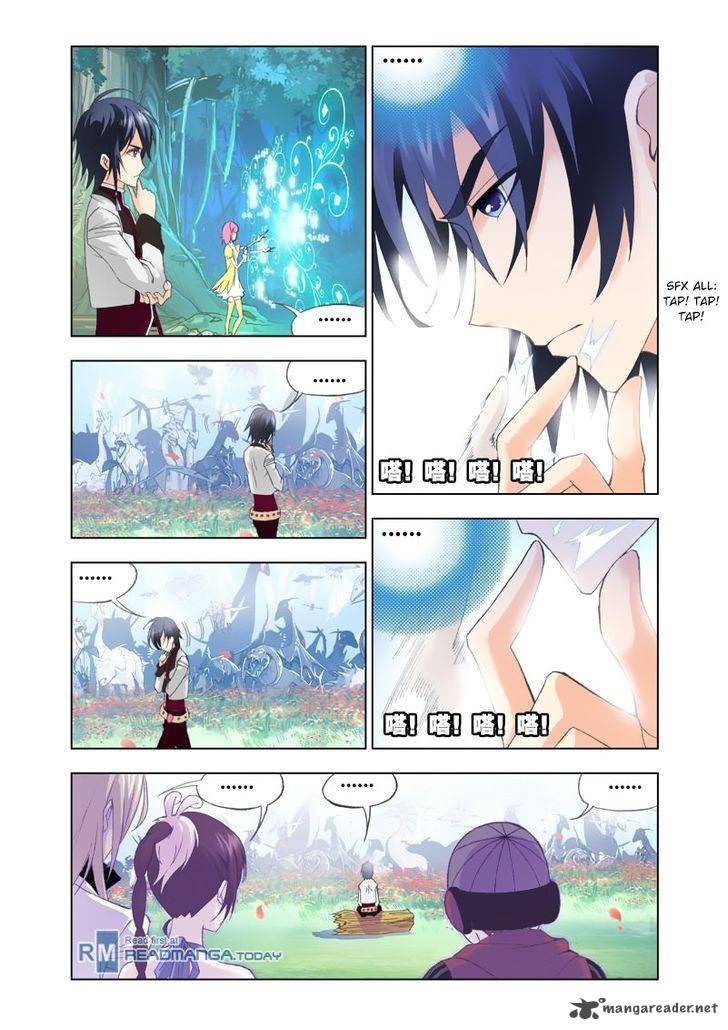 ......
SFX ALL:
TAP! TAP!
TAP!
嗒! 嗒! 嗒! 嗒!
......
......
嗒! 嗒! 嗒! 嗒!
......
......
......
......
......
Read first at
RM READMANGA.TODAY
mangareader.net